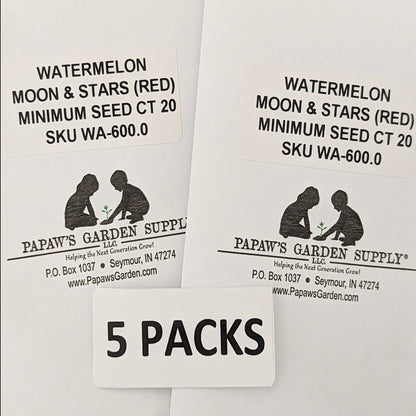 WATERMELON
MOON & STARS (RED)
MINIMUM SEED CT 20
SKU WA-600.0
PAPAW'S GARDEN SUPPLY
LLC.
Helping the Next Generation Grow!
P.O. Box 1037 • Seymour, IN 47274
www.PapawsGarden.com
WATERMELON
MOON & STARS (RED)
MINIMUM SEED CT 20
SKU WA-600.0
PAPAW'S GARDEN SUPPLY®
LLC.
Helping the Next Generation Grow!
P.O. Box 1037 • Seymour, IN 47274
www.PapawsGarden.com
5 PACKS